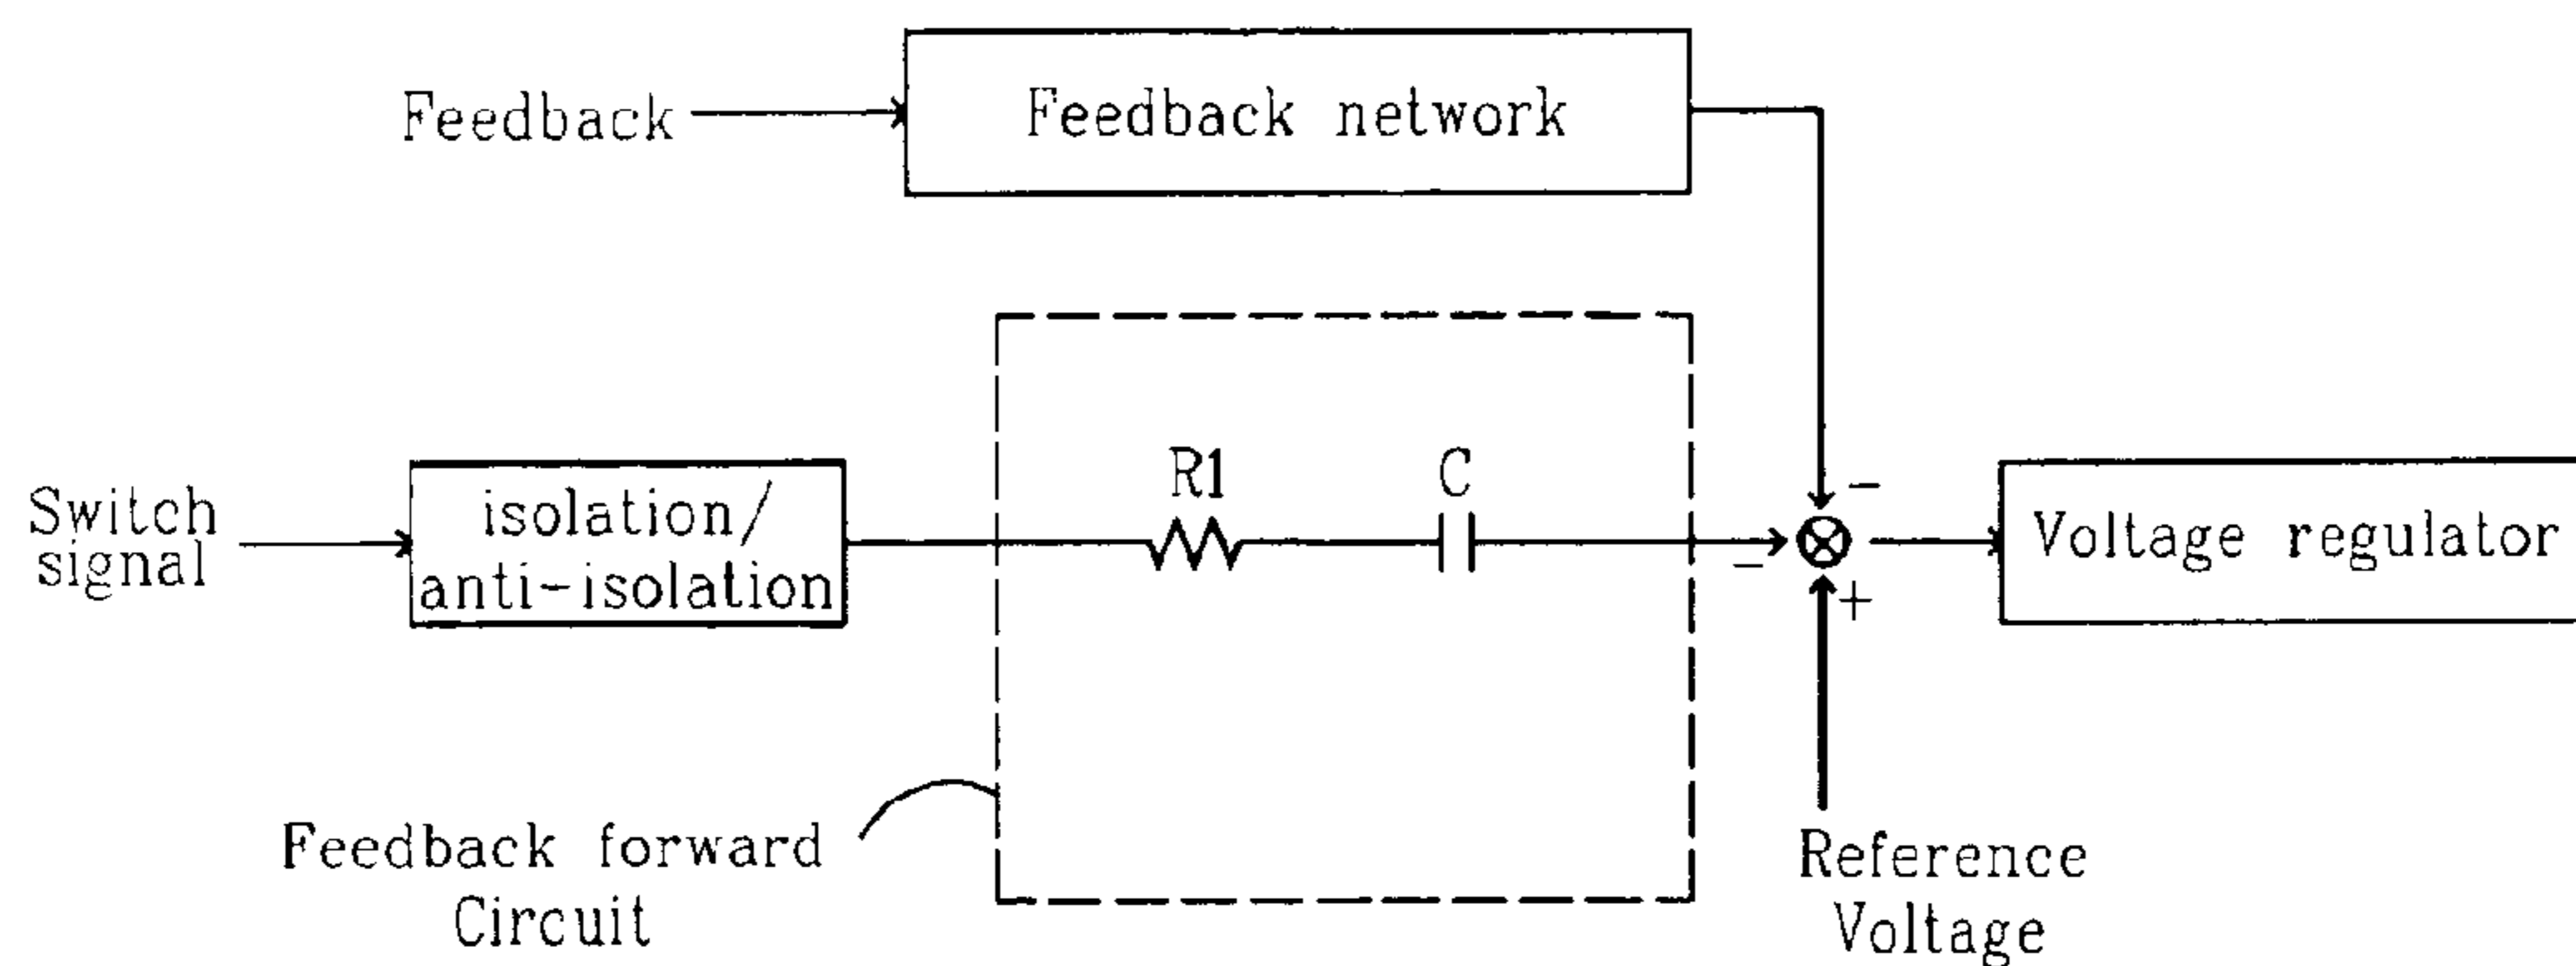 Feedback
Feedback network
R1
C
-
Switch
signal
isolation/
anti-isolation
-
+
Voltage regulator
Feedback forward
Circuit
Reference
Voltage